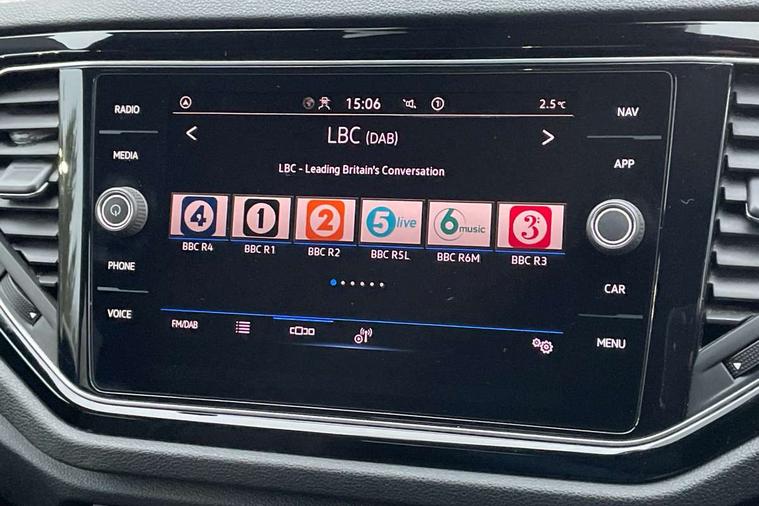 RADIO
MEDIA
PHONE
VOICE
15:06
1
2.5°C
LBC (DAB)
LBC - Leading Britain's Conversation
4
1
2
5 live
6 music
3
BBC R4
BBC R1
BBC R2
BBC R5L
BBC R6M
BBC R3
FM/DAB
NAV
APP
CAR
MENU